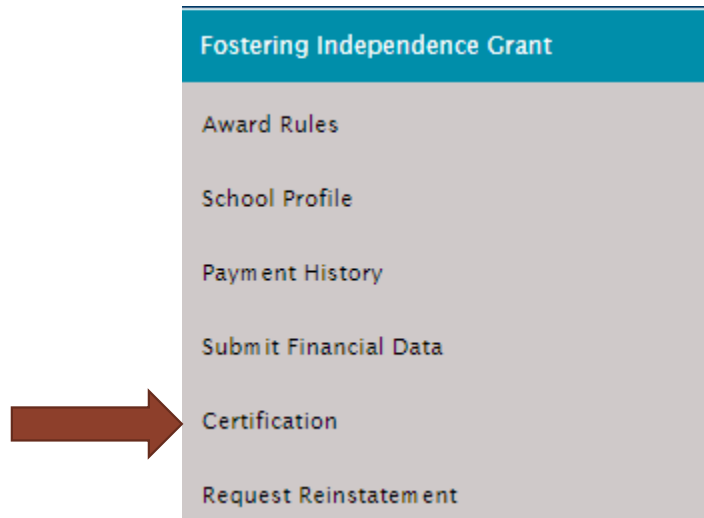 Fostering Independence Grant
Award Rules
School Profile
Payment History
Submit Financial Data
Certification
Request Reinstatement